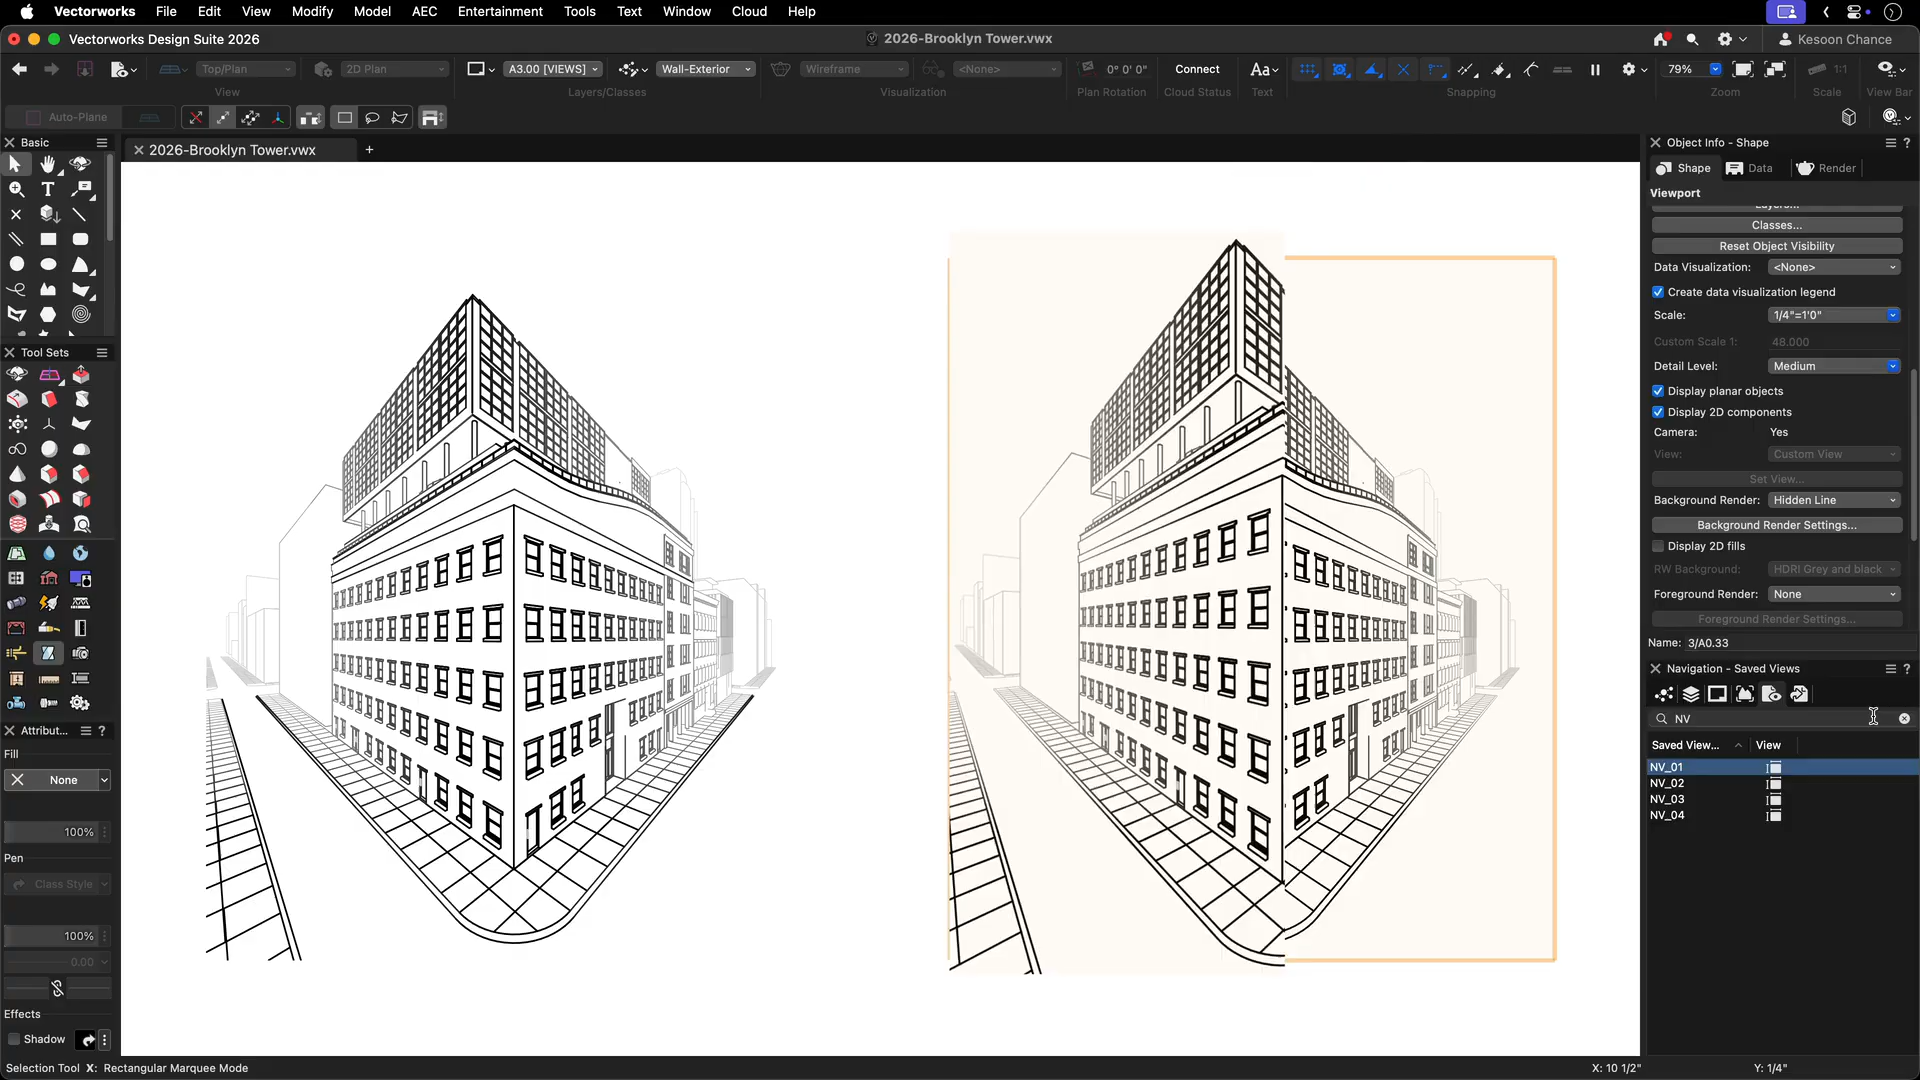 Vectorworks File Edit View Modify Model AEC Entertainment Tools Text Window Cloud Help
Vectorworks Design Suite 2026
2026-Brooklyn Tower.vwx
Kesoon Chance
Top/Plan
2D Plan
A3.00 [VIEWS]
Wall-Exterior
Wireframe
<None>
0° 0' 0"
Connect
Aa
79%
1:1
View
Layers/Classes
Visualization
Plan Rotation
Cloud Status
Text
Snapping
Zoom
Scale
View Bar
Auto-Plane
Basic
2026-Brooklyn Tower.vwx
Tool Sets
Attribut...
Fill
None
100%
Pen
Class Style
100%
0.00
Effects
Shadow
Object Info - Shape
Shape
Data
Render
Viewport
Layers...
Classes...
Reset Object Visibility
Data Visualization: <None>
Create data visualization legend
Scale: 1/4"=1'0"
Custom Scale 1: 48.000
Detail Level: Medium
Display planar objects
Display 2D components
Camera: Yes
View: Custom View
Set View...
Background Render: Hidden Line
Background Render Settings...
Display 2D fills
RW Background: HDRI Grey and black
Foreground Render: None
Foreground Render Settings...
Name: 3/A0.33
Navigation - Saved Views
NV
Saved View... View
NV_01
NV_02
NV_03
NV_04
Selection Tool X: Rectangular Marquee Mode
X: 10 1/2"
Y: 1/4"